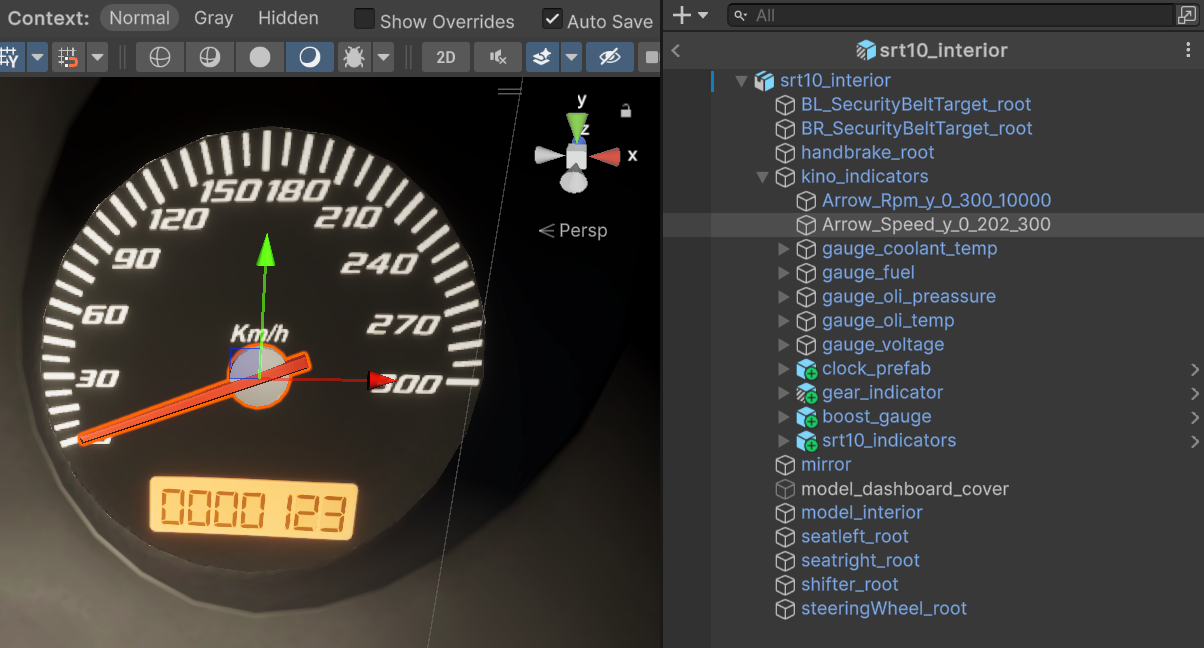 Context: Normal Gray Hidden Show Overrides Auto Save
2D
150 180
120 210
90 240
60 270
Km/h
30 300
0000 123
y
z
x
Persp
All
srt10_interior
srt10_interior
BL_SecurityBeltTarget_root
BR_SecurityBeltTarget_root
handbrake_root
kino_indicators
Arrow_Rpm_y_0_300_10000
Arrow_Speed_y_0_202_300
gauge_coolant_temp
gauge_fuel
gauge_oli_preassure
gauge_oli_temp
gauge_voltage
clock_prefab
gear_indicator
boost_gauge
srt10_indicators
mirror
model_dashboard_cover
model_interior
seatleft_root
seatright_root
shifter_root
steeringWheel_root